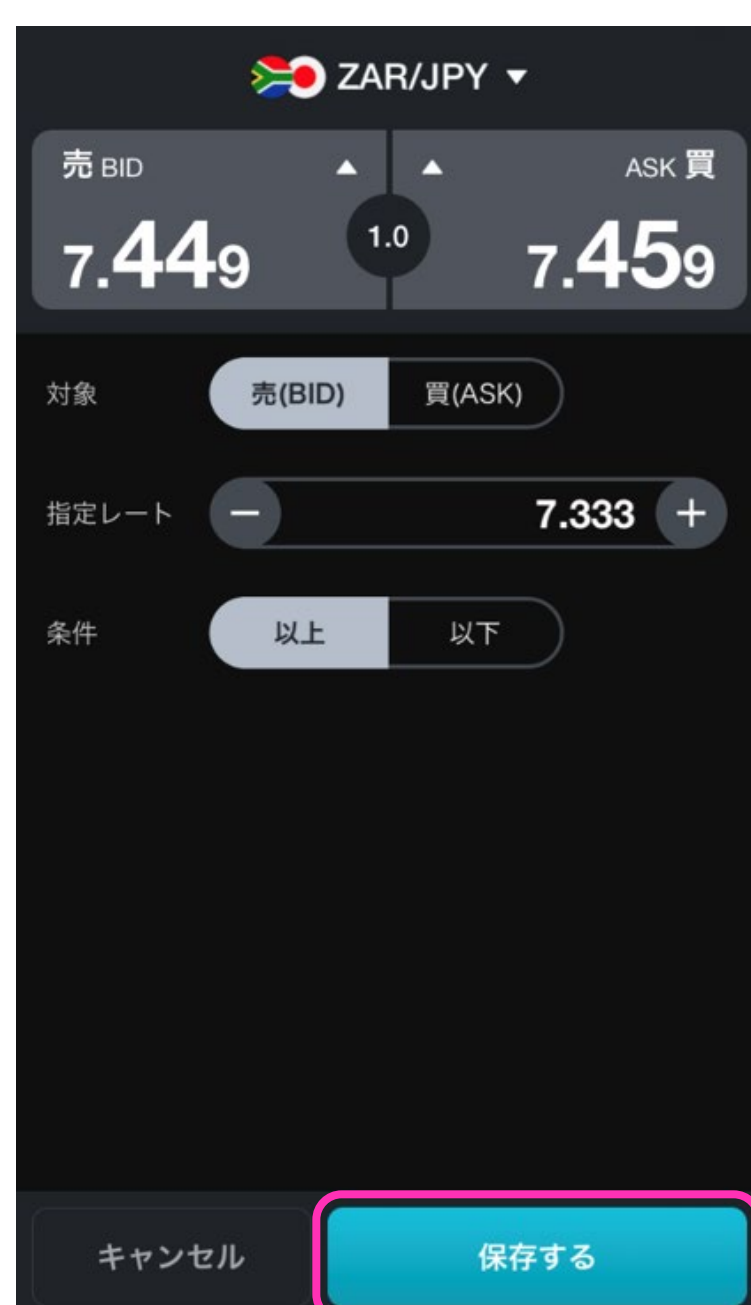 ZAR/JPY ▼
売 BID ▲ ▲ ASK 買
7.449 1.0 7.459
対象 売(BID) 買(ASK)
指定レート − 7.333 +
条件 以上 以下
キャンセル 保存する